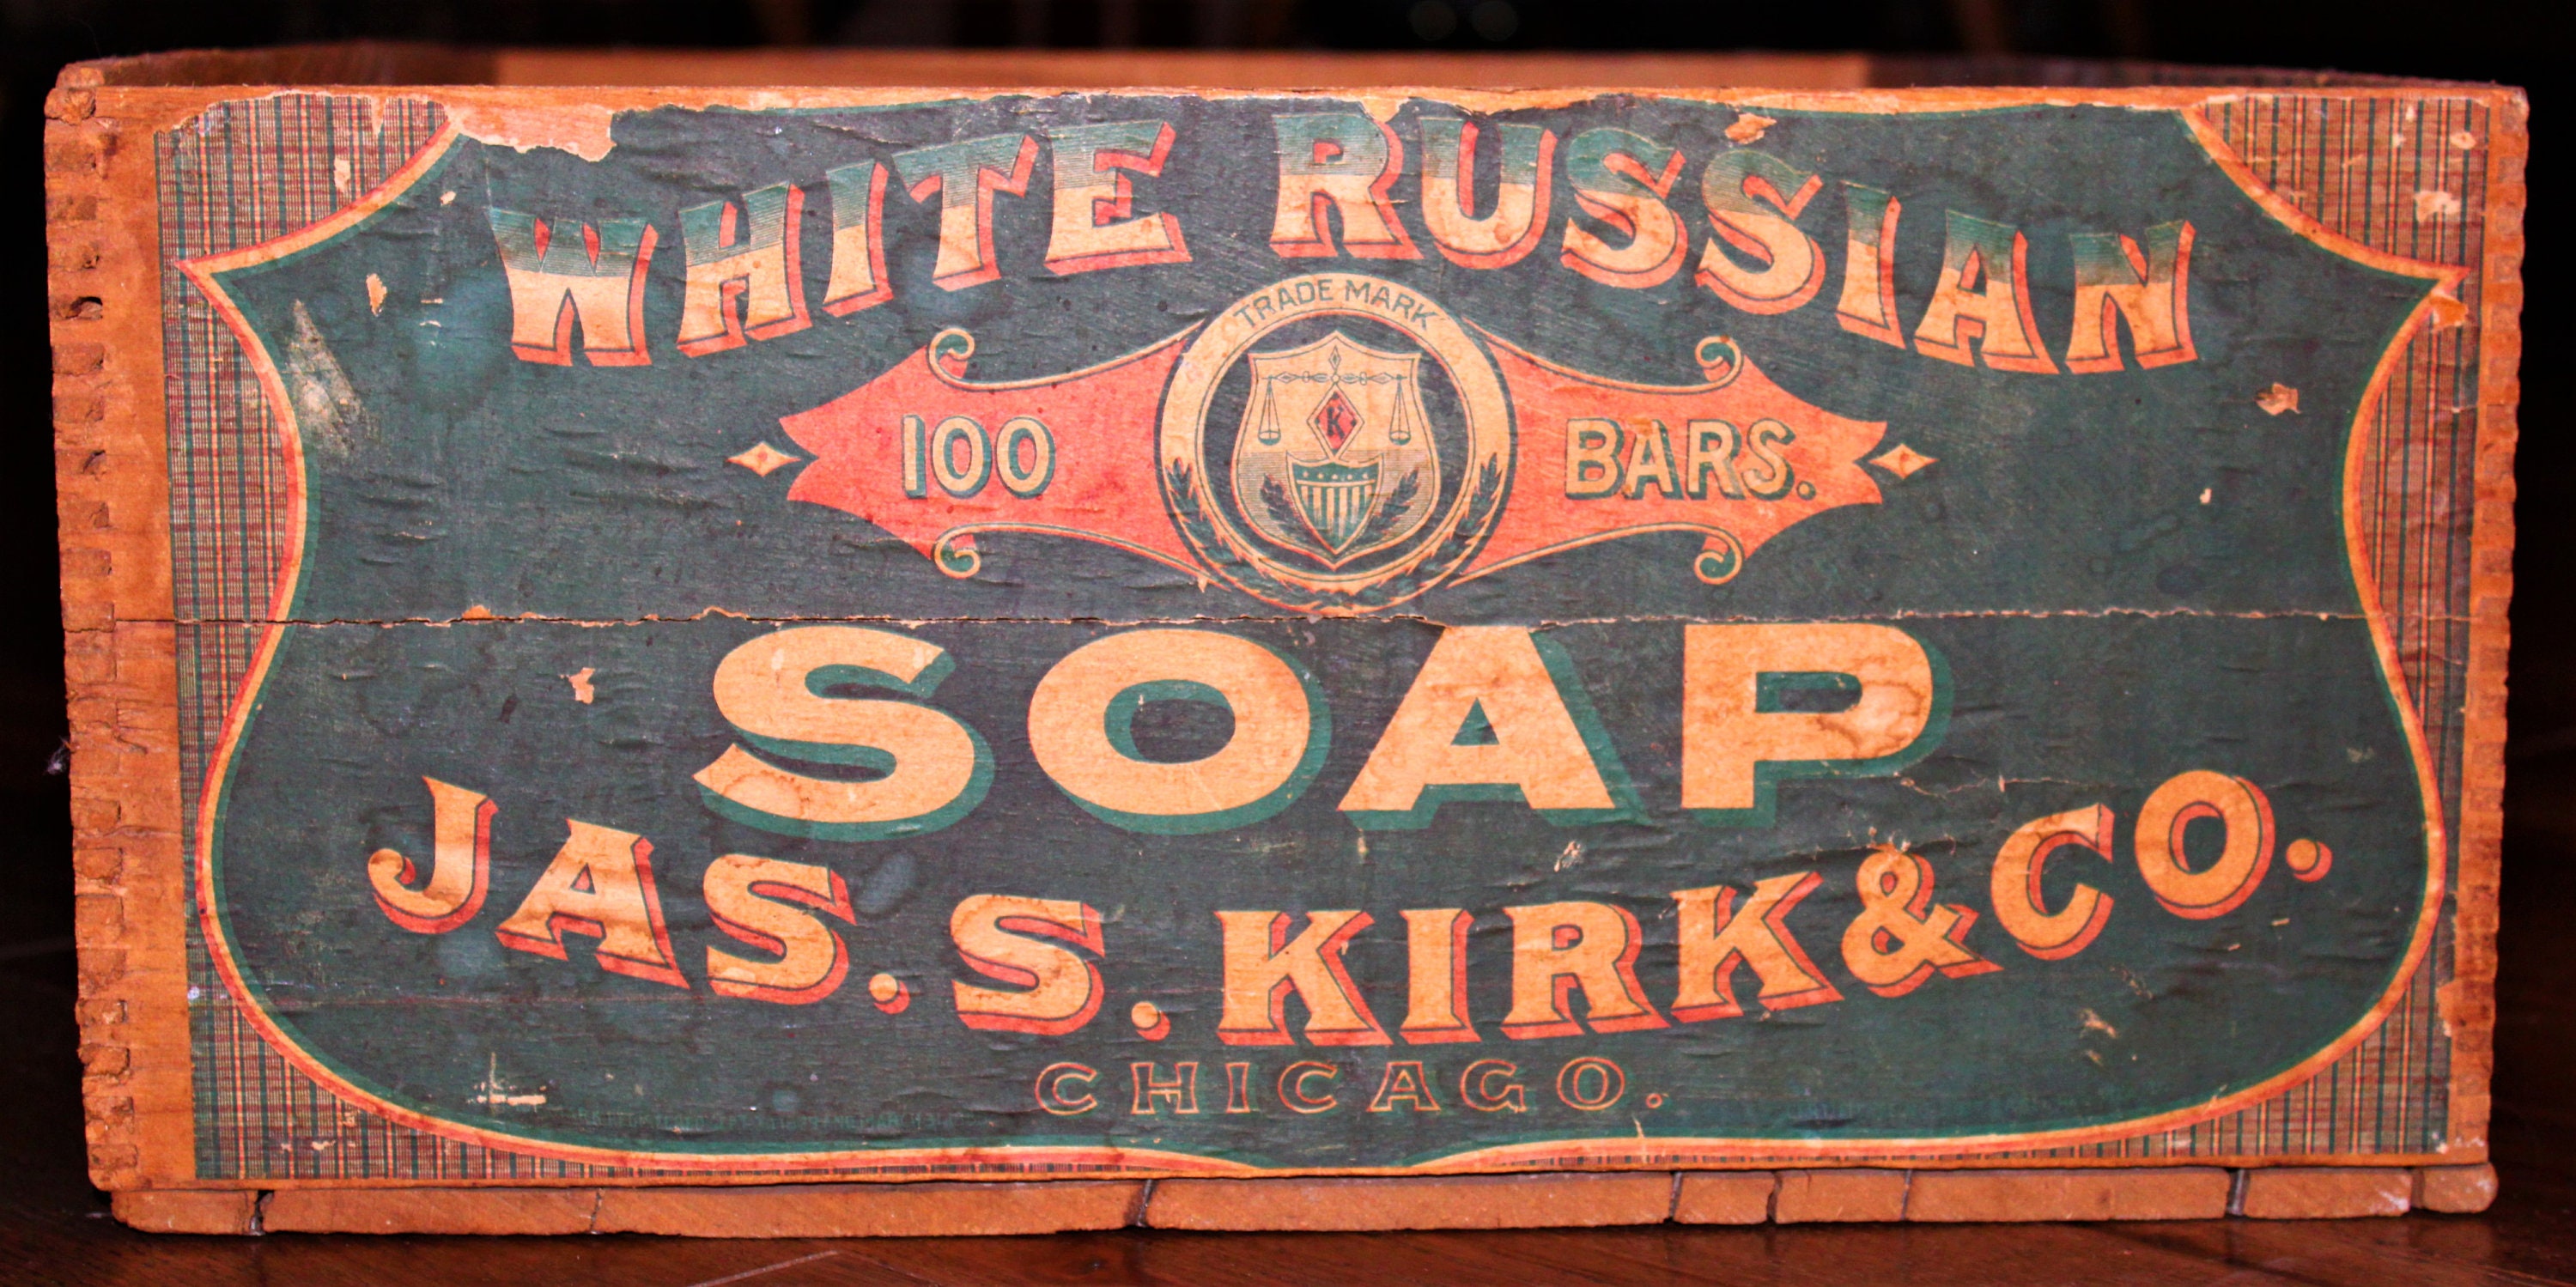 WHITE RUSSIAN
TRADE MARK
100 K BARS.
SOAP
JAS. S. KIRK & CO.
CHICAGO.